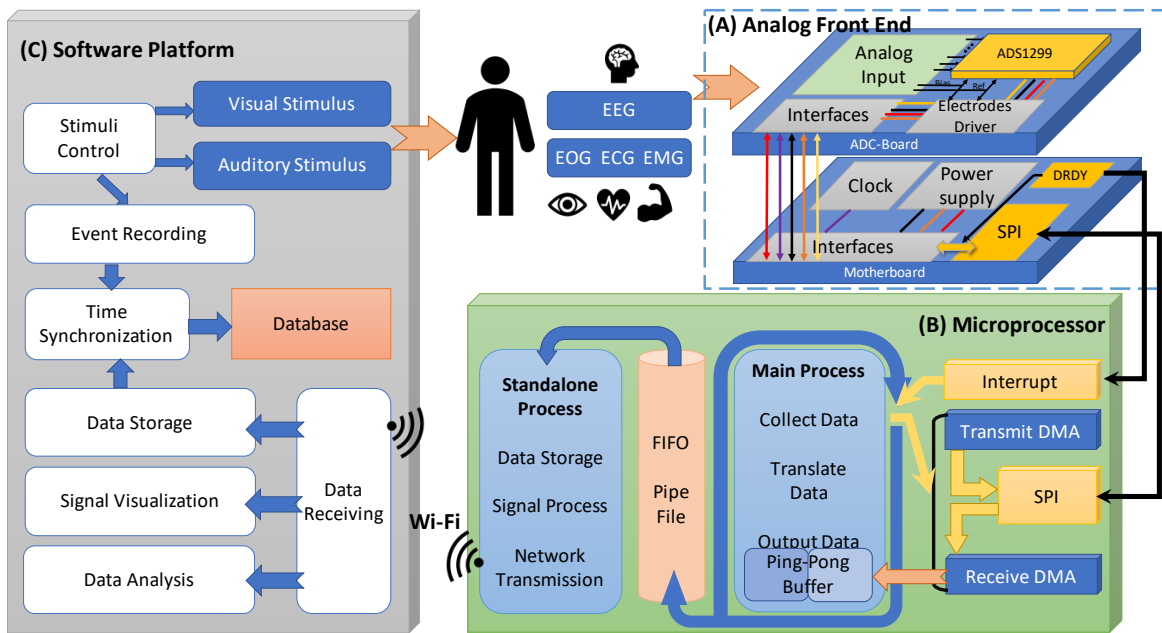 (C) Software Platform
Stimuli
Control
Visual Stimulus
Auditory Stimulus
Event Recording
Time
Synchronization
Database
Data Storage
Signal Visualization
Data Analysis
Data
Receiving
EEG
EOG ECG EMG
(A) Analog Front End
Analog
Input
ADS1299
Bias
Ref
Interfaces
Electrodes
Driver
ADC-Board
Clock
Power
supply
DRDY
SPI
Interfaces
Motherboard
(B) Microprocessor
Wi-Fi
Standalone
Process
Data Storage
Signal Process
Network
Transmission
FIFO
Pipe
File
Main Process
Collect Data
Translate
Data
Output Data
Ping-Pong
Buffer
Interrupt
Transmit DMA
SPI
Receive DMA